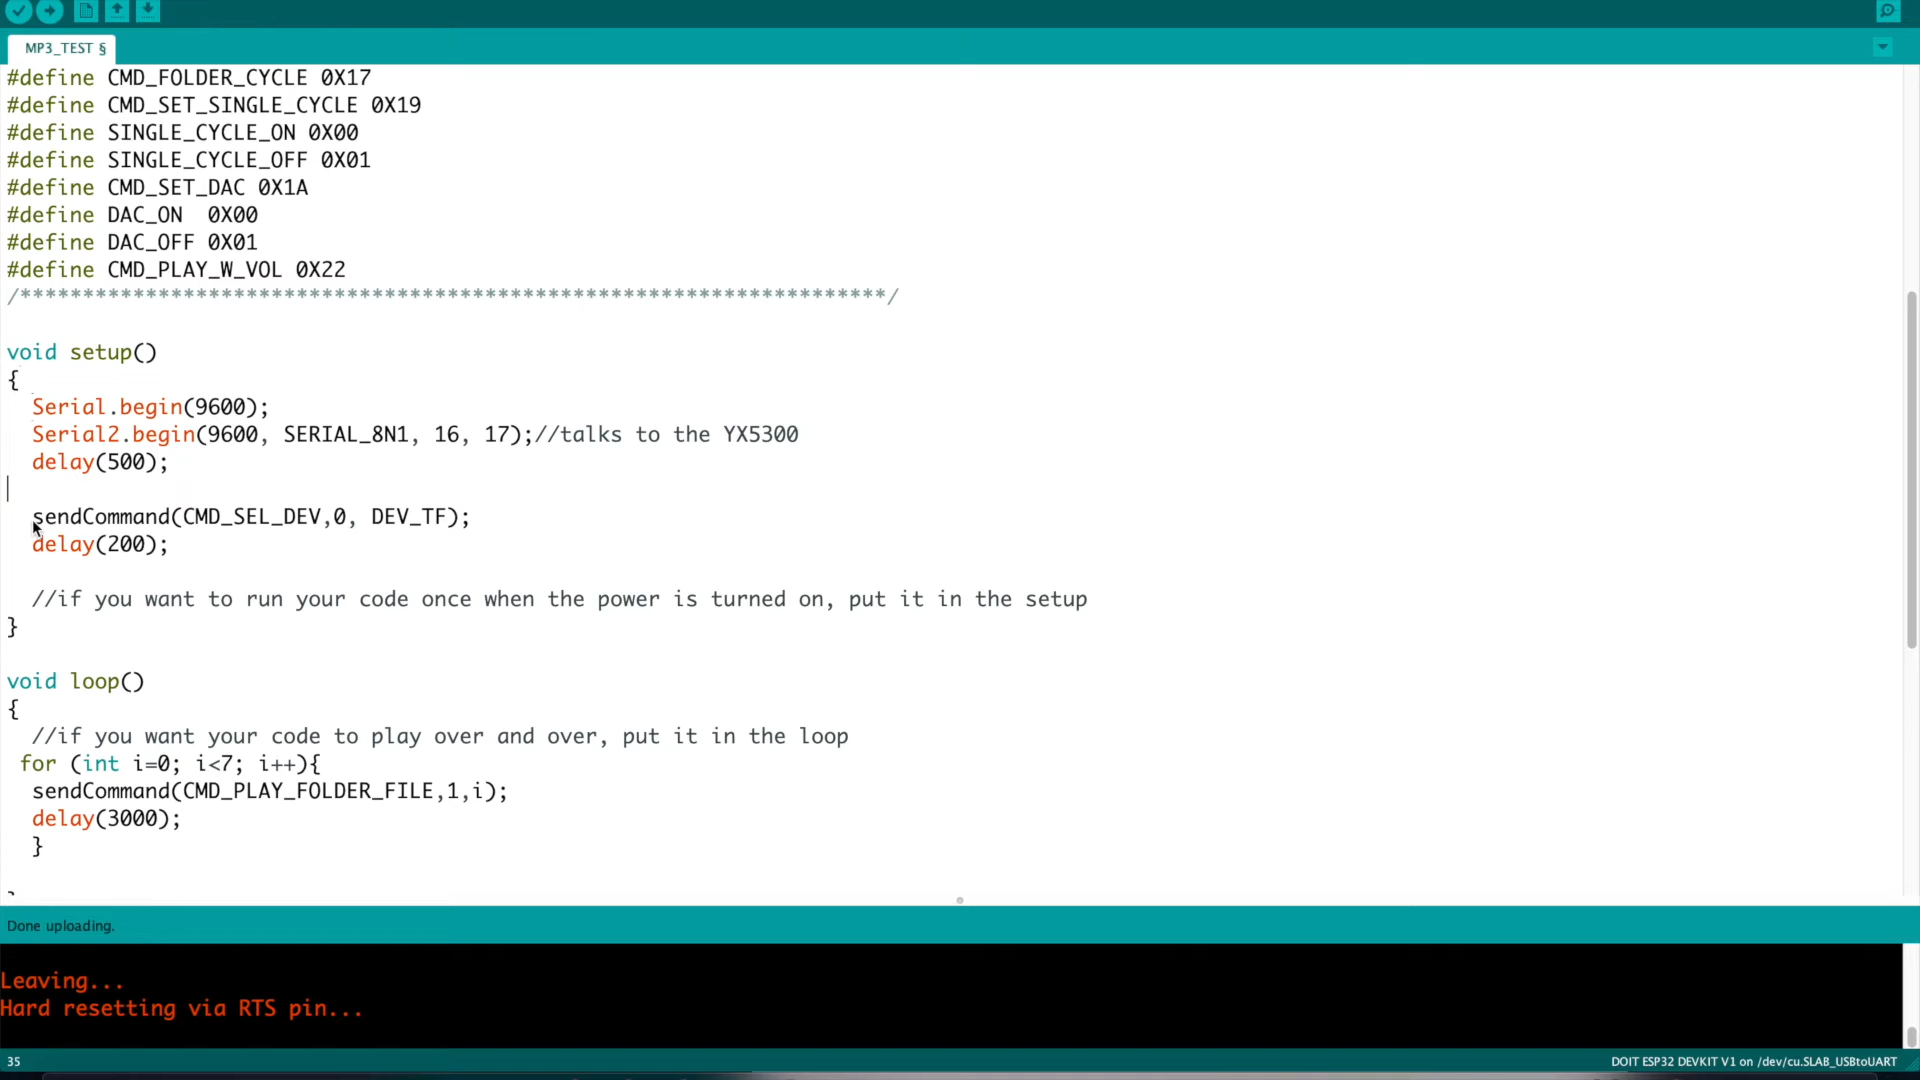 MP3_TEST §
#define CMD_FOLDER_CYCLE 0X17
#define CMD_SET_SINGLE_CYCLE 0X19
#define SINGLE_CYCLE_ON 0X00
#define SINGLE_CYCLE_OFF 0X01
#define CMD_SET_DAC 0X1A
#define DAC_ON  0X00
#define DAC_OFF 0X01
#define CMD_PLAY_W_VOL 0X22
/*********************************************************************/
void setup()
{
  Serial.begin(9600);
  Serial2.begin(9600, SERIAL_8N1, 16, 17);//talks to the YX5300
  delay(500);
  sendCommand(CMD_SEL_DEV,0, DEV_TF);
  delay(200);
  //if you want to run your code once when the power is turned on, put it in the setup
}
void loop()
{
  //if you want your code to play over and over, put it in the loop
 for (int i=0; i<7; i++){
  sendCommand(CMD_PLAY_FOLDER_FILE,1,i);
  delay(3000);
  }
Done uploading.
Leaving...
Hard resetting via RTS pin...
35
DOIT ESP32 DEVKIT V1 on /dev/cu.SLAB_USBtoUART